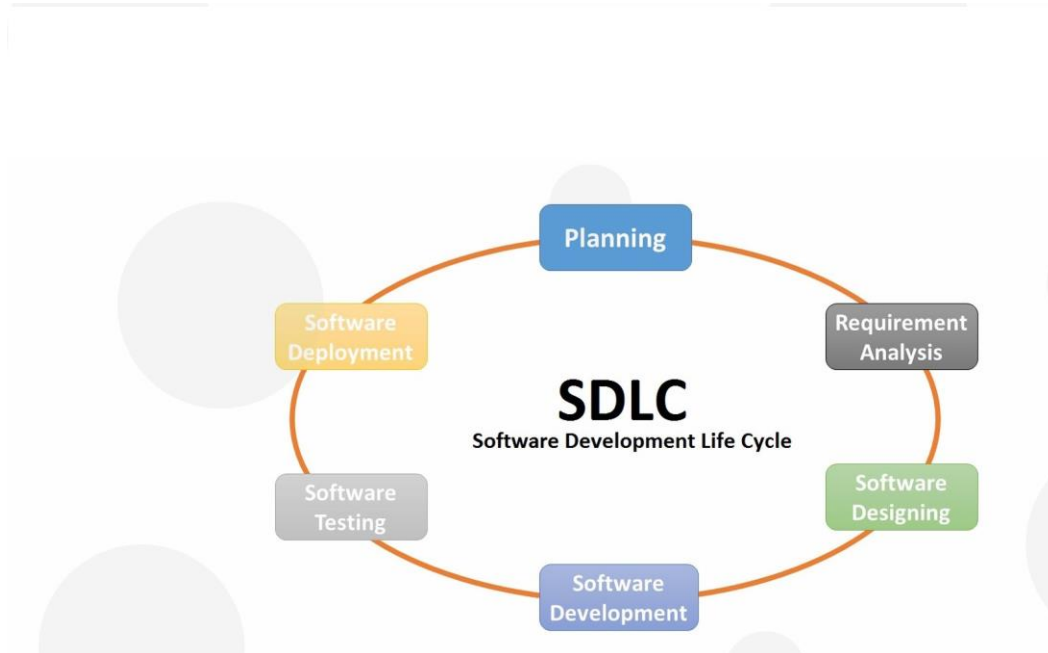 Planning
Requirement
Analysis
Software
Designing
Software
Development
Software
Testing
Software
Deployment
SDLC
Software Development Life Cycle